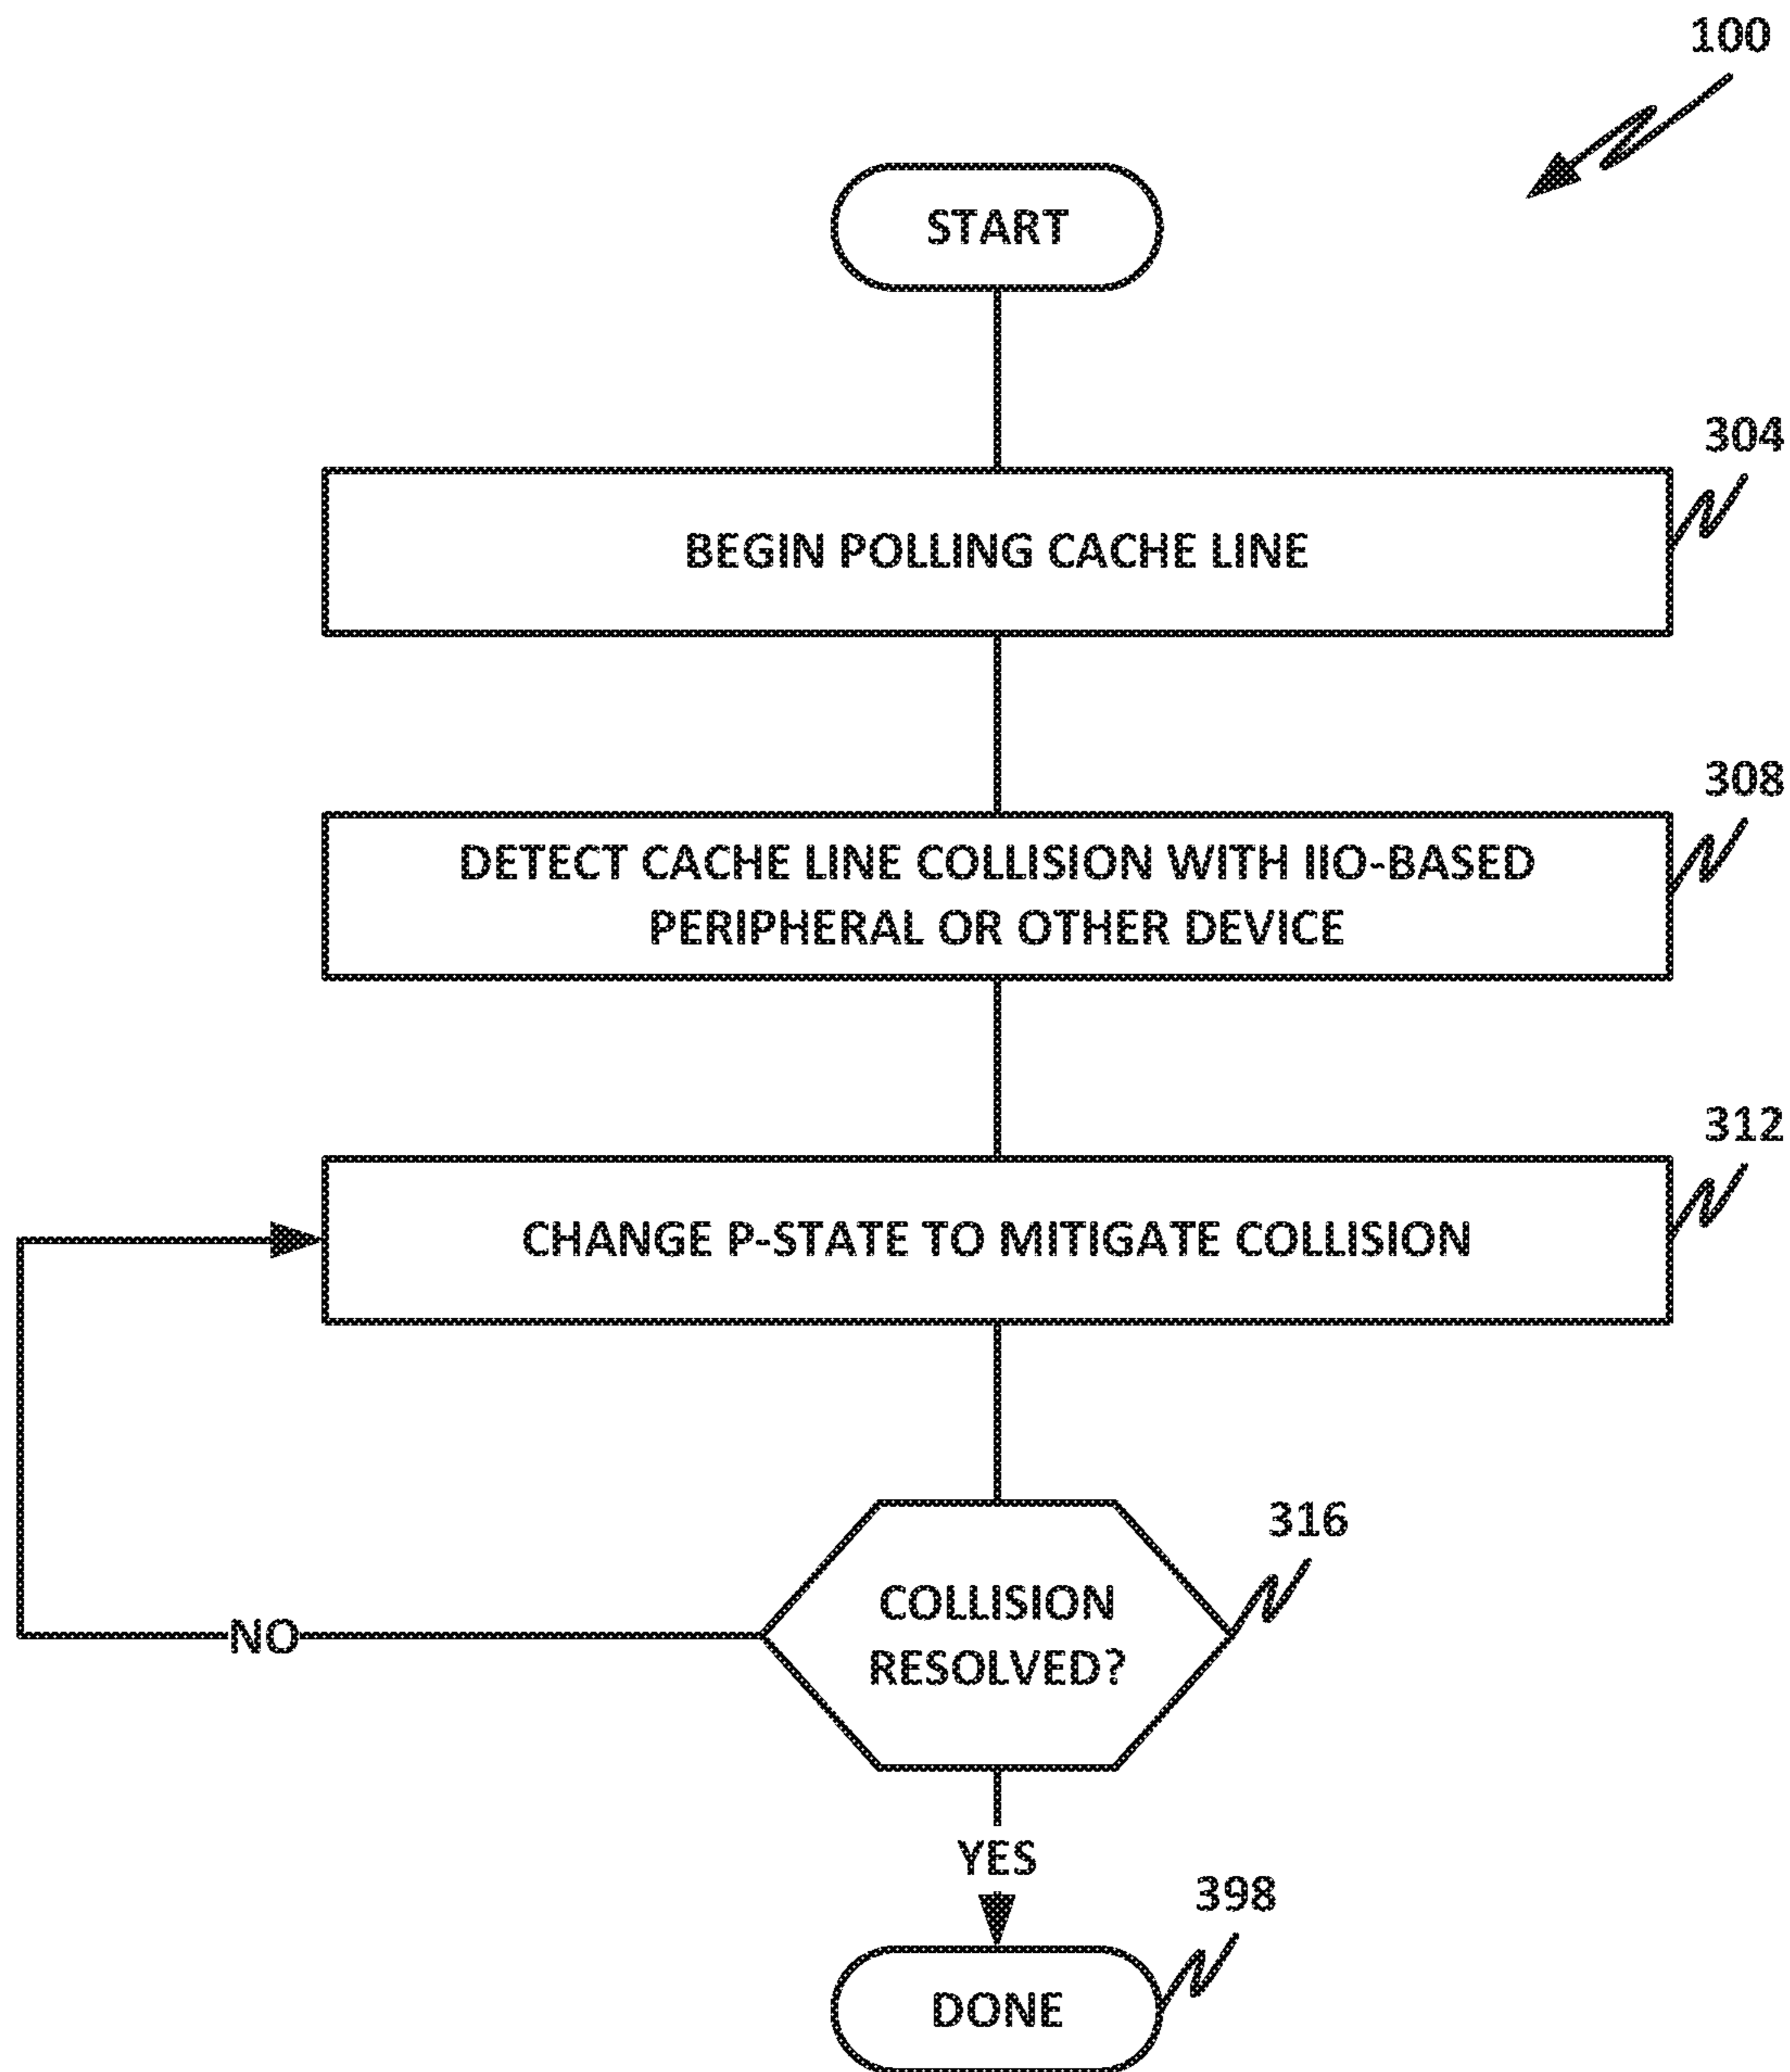 100
START
304
BEGIN POLLING CACHE LINE
308
DETECT CACHE LINE COLLISION WITH IIO-BASED
PERIPHERAL OR OTHER DEVICE
312
CHANGE P-STATE TO MITIGATE COLLISION
316
COLLISION
RESOLVED?
NO
YES
398
DONE